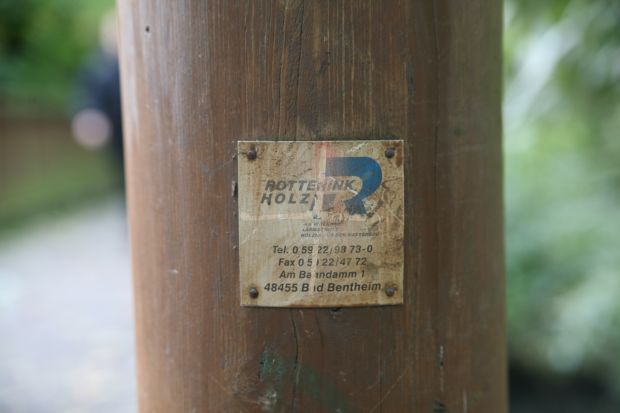 ROTTERINK
HOLZ R
Tel. 0 59 22/98 73-0
Fax 0 59 22/47 72
Am Bahndamm 1
48455 Bad Bentheim